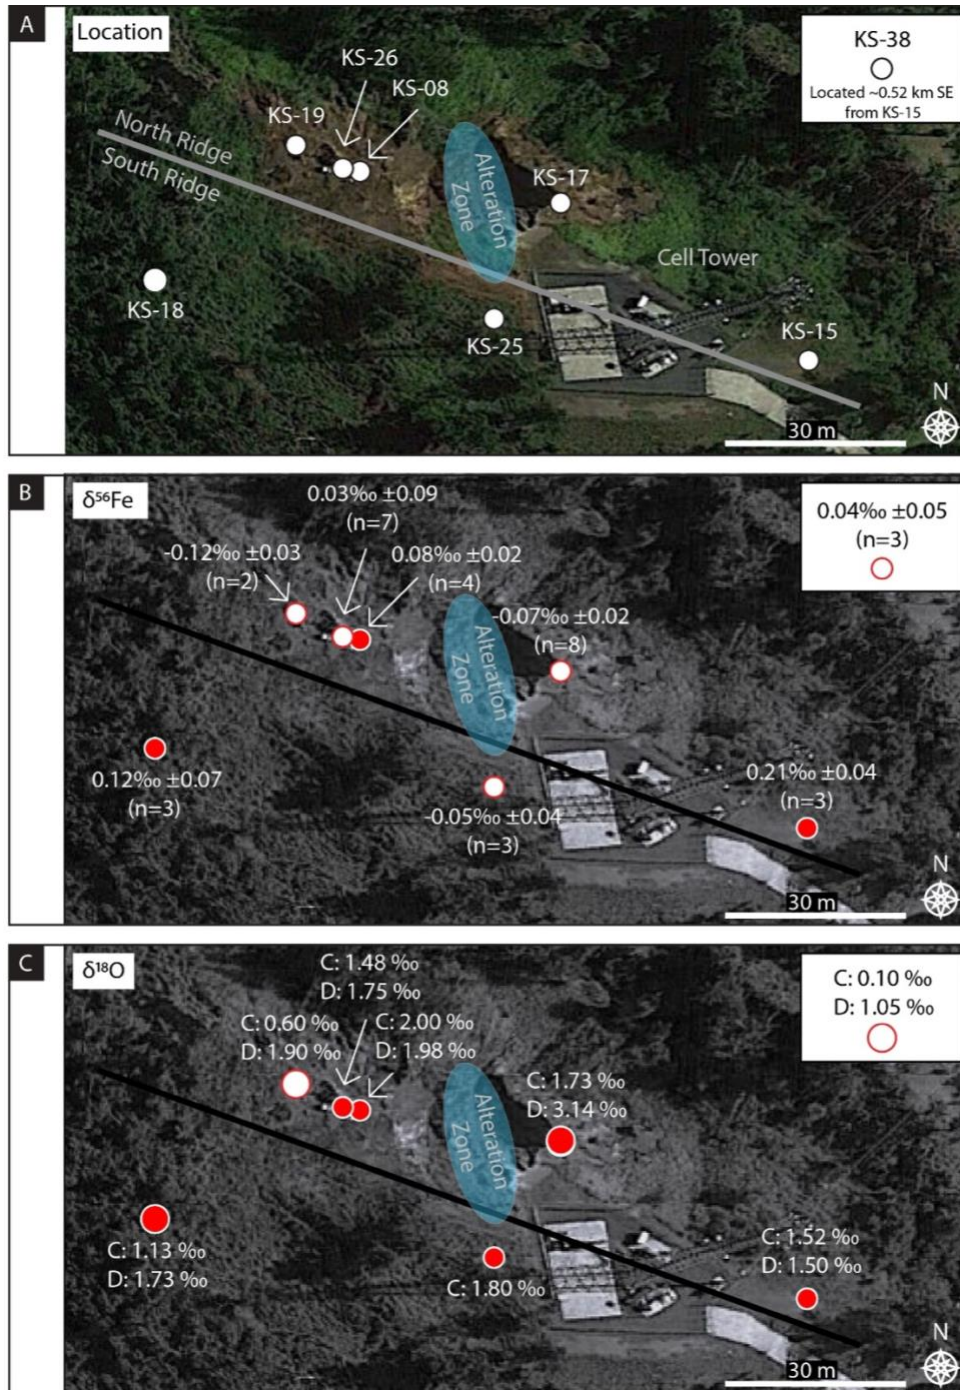 A
Location
KS-26
KS-08
KS-19
North Ridge
South Ridge
Alteration
Zone
KS-17
KS-38
Located ~0.52 km SE
from KS-15
Cell Tower
KS-18
KS-25
KS-15
N
30 m
B
δ⁵⁶Fe
0.03‰ ±0.09
(n=7)
-0.12‰ ±0.03
(n=2)
0.08‰ ±0.02
(n=4)
Alteration
Zone
-0.07‰ ±0.02
(n=8)
0.04‰ ±0.05
(n=3)
0.12‰ ±0.07
(n=3)
-0.05‰ ±0.04
(n=3)
0.21‰ ±0.04
(n=3)
N
30 m
C
δ¹⁸O
C: 1.48 ‰
D: 1.75 ‰
C: 0.60 ‰
D: 1.90 ‰
C: 2.00 ‰
D: 1.98 ‰
Alteration
Zone
C: 1.73 ‰
D: 3.14 ‰
C: 0.10 ‰
D: 1.05 ‰
C: 1.13 ‰
D: 1.73 ‰
C: 1.80 ‰
C: 1.52 ‰
D: 1.50 ‰
N
30 m